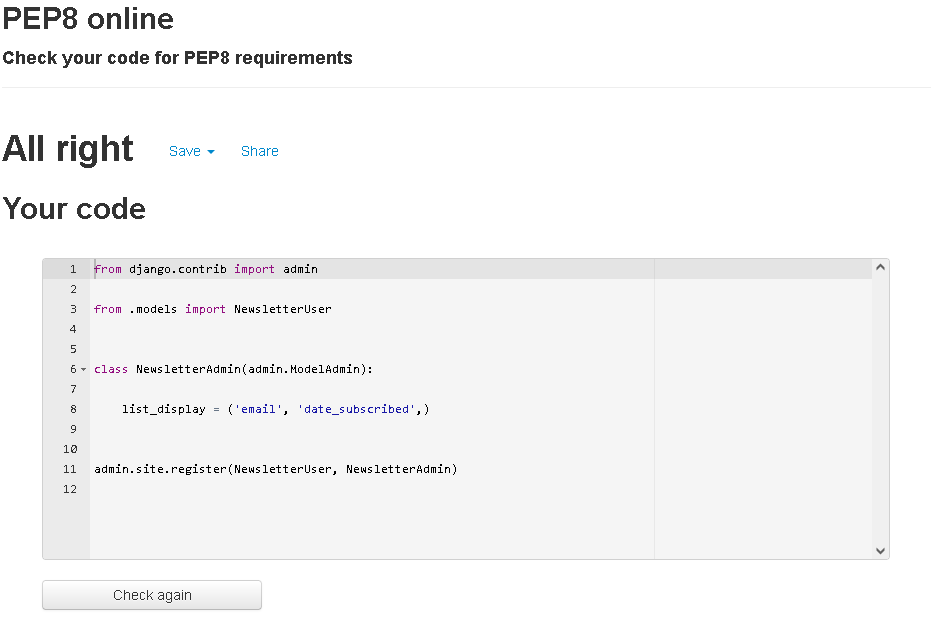 PEP8 online
Check your code for PEP8 requirements
All right Save Share
Your code
1 from django.contrib import admin
2
3 from .models import NewsletterUser
4
5
6 class NewsletterAdmin(admin.ModelAdmin):
7
8     list_display = ('email', 'date_subscribed',)
9
10
11 admin.site.register(NewsletterUser, NewsletterAdmin)
12
Check again